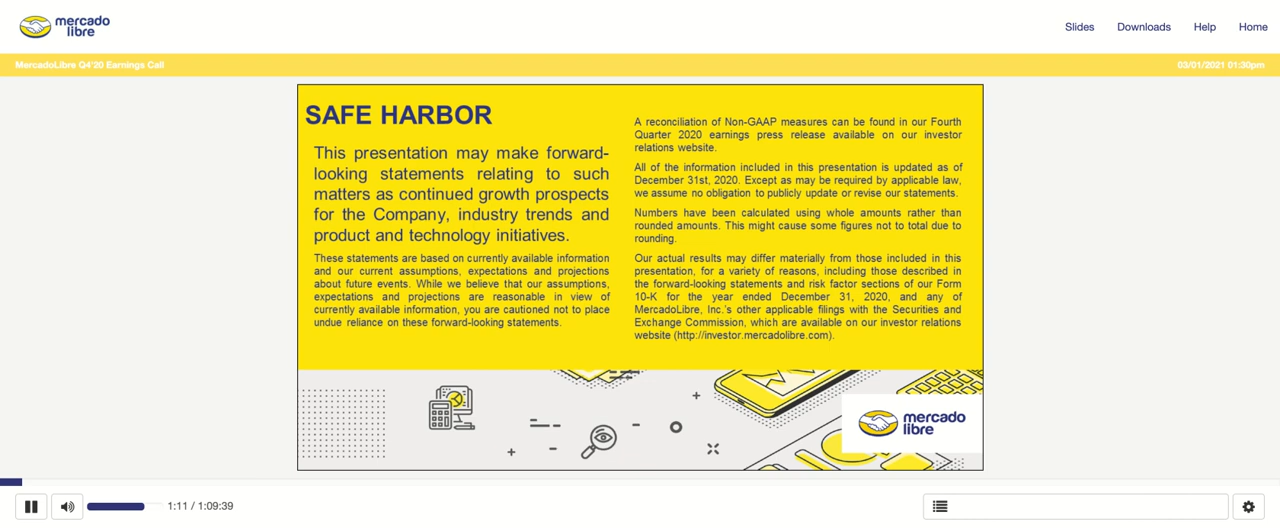 mercado
libre
Slides
Downloads
Help
Home
MercadoLibre Q4'20 Earnings Call
03/01/2021 01:30pm
SAFE HARBOR
This presentation may make forward-
looking statements relating to such
matters as continued growth prospects
for the Company, industry trends and
product and technology initiatives.
These statements are based on currently available information
and our current assumptions, expectations and projections
about future events. While we believe that our assumptions,
expectations and projections are reasonable in view of
currently available information, you are cautioned not to place
undue reliance on these forward-looking statements.
A reconciliation of Non-GAAP measures can be found in our Fourth
Quarter 2020 earnings press release available on our investor
relations website.
All of the information included in this presentation is updated as of
December 31st, 2020. Except as may be required by applicable law,
we assume no obligation to publicly update or revise our statements.
Numbers have been calculated using whole amounts rather than
rounded amounts. This might cause some figures not to total due to
rounding.
Our actual results may differ materially from those included in this
presentation, for a variety of reasons, including those described in
the forward-looking statements and risk factor sections of our Form
10-K for the year ended December 31, 2020, and any of
MercadoLibre, Inc.'s other applicable filings with the Securities and
Exchange Commission, which are available on our investor relations
website (http://investor.mercadolibre.com).
mercado
libre
1:11 / 1:09:39